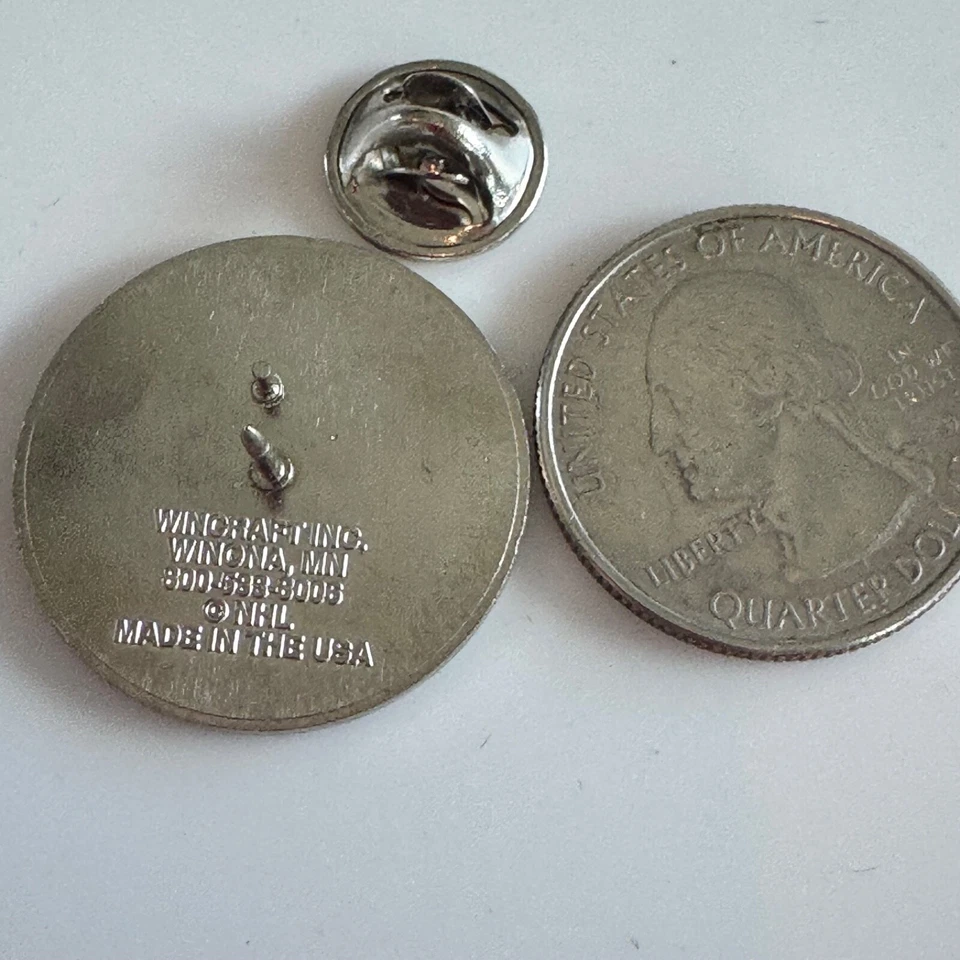 WINCRAFT INC.
WINONA, MN
800-533-8006
© NHL
MADE IN THE USA
UNITED STATES OF AMERICA
IN
GOD WE
TRUST
LIBERTY
QUARTER DOL